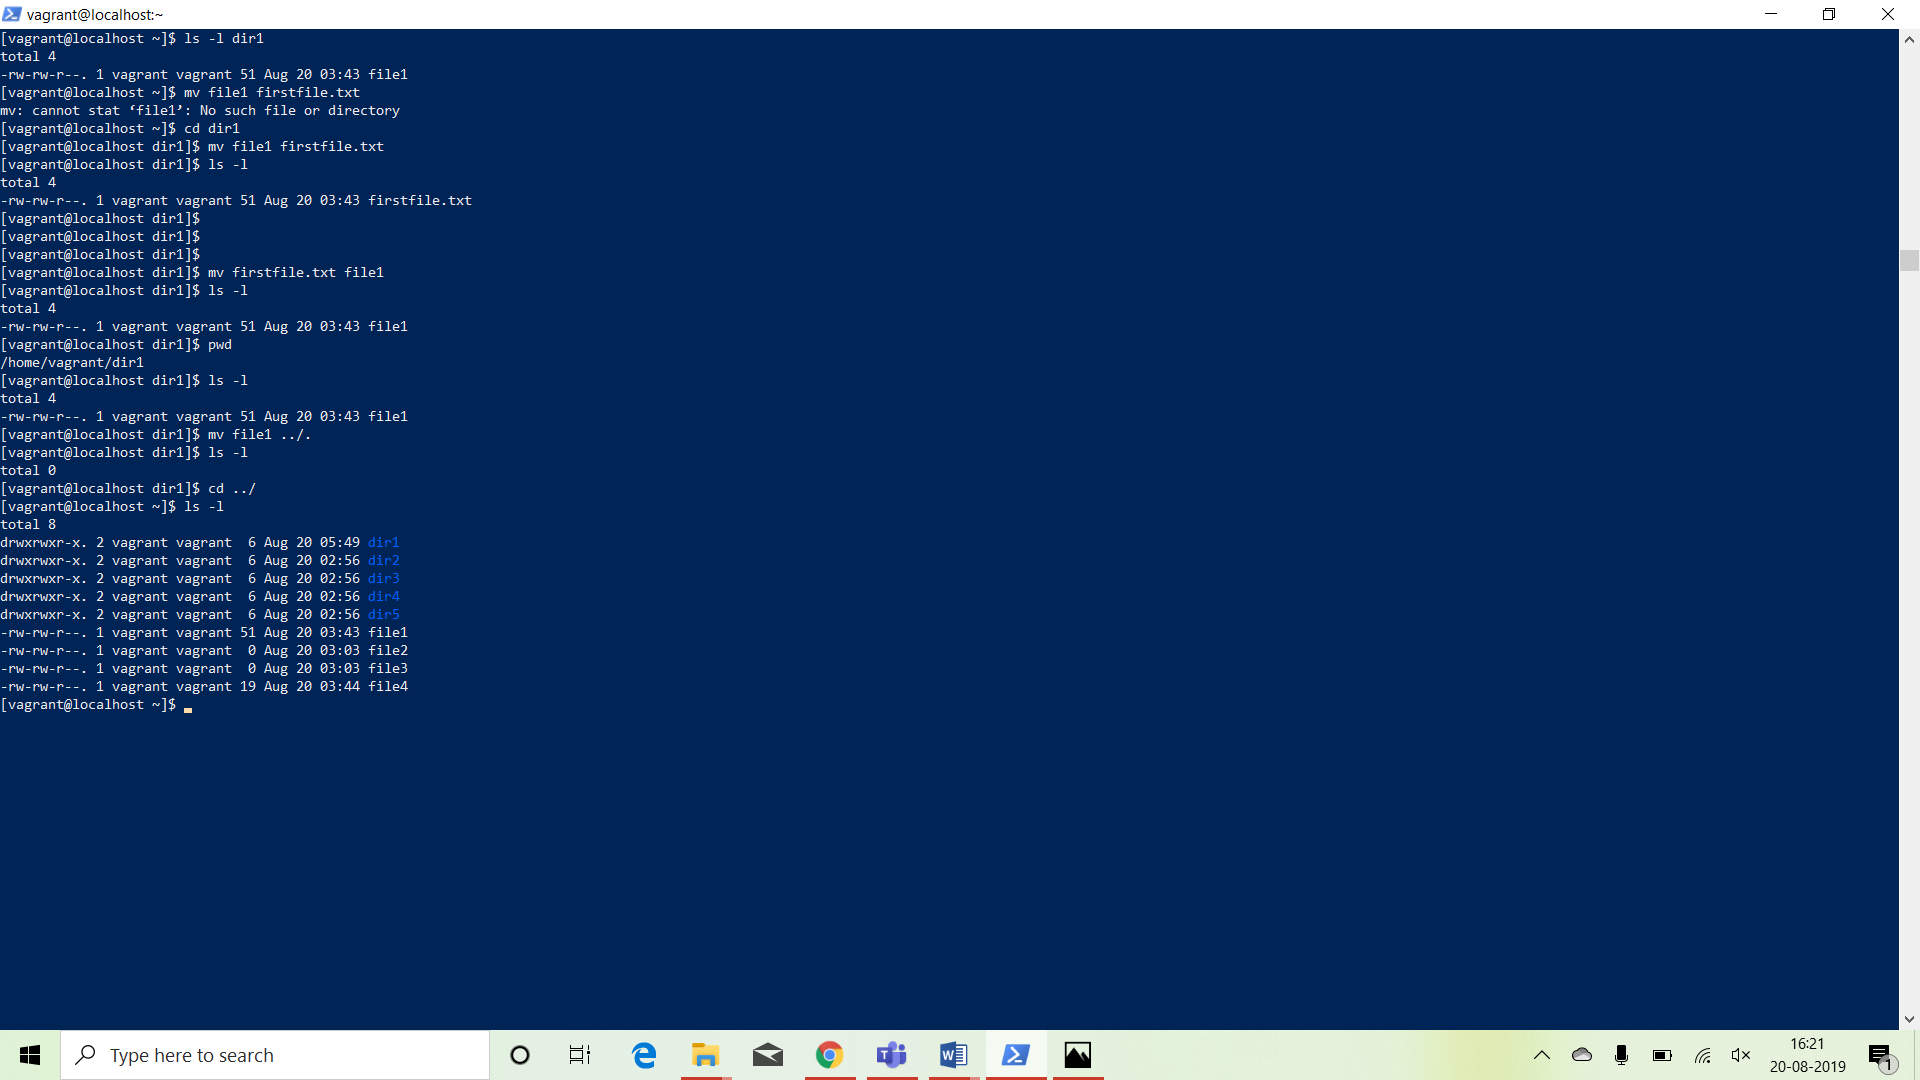 vagrant@localhost:~
[vagrant@localhost ~]$ ls -l dir1
total 4
-rw-rw-r--. 1 vagrant vagrant 51 Aug 20 03:43 file1
[vagrant@localhost ~]$ mv file1 firstfile.txt
mv: cannot stat ‘file1’: No such file or directory
[vagrant@localhost ~]$ cd dir1
[vagrant@localhost dir1]$ mv file1 firstfile.txt
[vagrant@localhost dir1]$ ls -l
total 4
-rw-rw-r--. 1 vagrant vagrant 51 Aug 20 03:43 firstfile.txt
[vagrant@localhost dir1]$
[vagrant@localhost dir1]$
[vagrant@localhost dir1]$
[vagrant@localhost dir1]$ mv firstfile.txt file1
[vagrant@localhost dir1]$ ls -l
total 4
-rw-rw-r--. 1 vagrant vagrant 51 Aug 20 03:43 file1
[vagrant@localhost dir1]$ pwd
/home/vagrant/dir1
[vagrant@localhost dir1]$ ls -l
total 4
-rw-rw-r--. 1 vagrant vagrant 51 Aug 20 03:43 file1
[vagrant@localhost dir1]$ mv file1 ../.
[vagrant@localhost dir1]$ ls -l
total 0
[vagrant@localhost dir1]$ cd ../
[vagrant@localhost ~]$ ls -l
total 8
drwxrwxr-x. 2 vagrant vagrant  6 Aug 20 05:49 dir1
drwxrwxr-x. 2 vagrant vagrant  6 Aug 20 02:56 dir2
drwxrwxr-x. 2 vagrant vagrant  6 Aug 20 02:56 dir3
drwxrwxr-x. 2 vagrant vagrant  6 Aug 20 02:56 dir4
drwxrwxr-x. 2 vagrant vagrant  6 Aug 20 02:56 dir5
-rw-rw-r--. 1 vagrant vagrant 51 Aug 20 03:43 file1
-rw-rw-r--. 1 vagrant vagrant  0 Aug 20 03:03 file2
-rw-rw-r--. 1 vagrant vagrant  0 Aug 20 03:03 file3
-rw-rw-r--. 1 vagrant vagrant 19 Aug 20 03:44 file4
[vagrant@localhost ~]$
Type here to search
16:21
20-08-2019
1